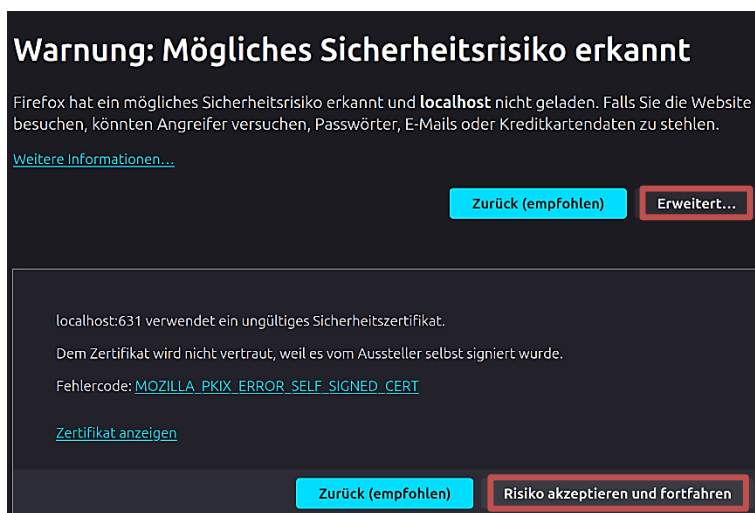 Warnung: Mögliches Sicherheitsrisiko erkannt
Firefox hat ein mögliches Sicherheitsrisiko erkannt und localhost nicht geladen. Falls Sie die Website
besuchen, könnten Angreifer versuchen, Passwörter, E-Mails oder Kreditkartendaten zu stehlen.
Weitere Informationen…
Zurück (empfohlen) Erweitert…
localhost:631 verwendet ein ungültiges Sicherheitszertifikat.
Dem Zertifikat wird nicht vertraut, weil es vom Aussteller selbst signiert wurde.
Fehlercode: MOZILLA_PKIX_ERROR_SELF_SIGNED_CERT
Zertifikat anzeigen
Zurück (empfohlen) Risiko akzeptieren und fortfahren